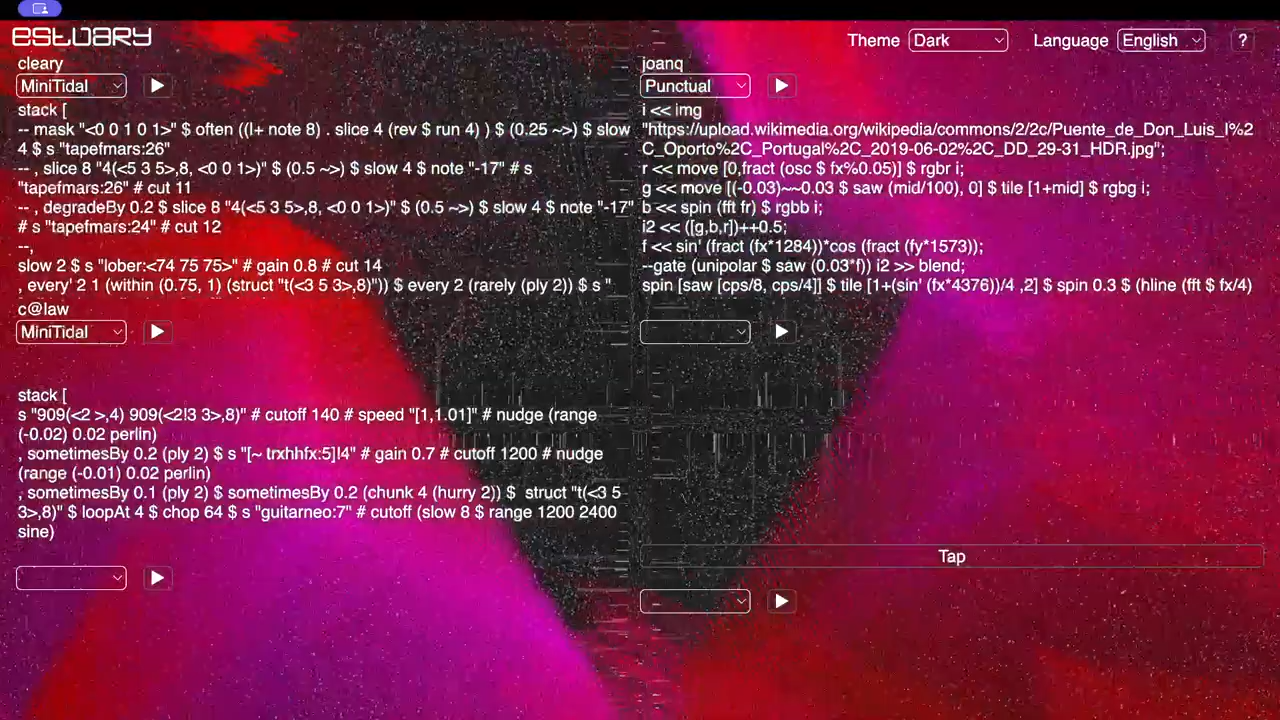 estuary
Theme Dark Language English ?
cleary
MiniTidal
stack [
-- mask "<0 0 1 0 1>" $ often ((|+ note 8) . slice 4 (rev $ run 4) ) $ (0.25 ~>) $ slow
4 $ s "tapefmars:26"
-- , slice 8 "4(<5 3 5>,8, <0 0 1>)" $ (0.5 ~>) $ slow 4 $ note "-17" # s
"tapefmars:26" # cut 11
-- , degradeBy 0.2 $ slice 8 "4(<5 3 5>,8, <0 0 1>)" $ (0.5 ~>) $ slow 4 $ note "-17"
# s "tapefmars:24" # cut 12
--,
slow 2 $ s "lober:<74 75 75>" # gain 0.8 # cut 14
, every' 2 1 (within (0.75, 1) (struct "t(<3 5 3>,8)")) $ every 2 (rarely (ply 2)) $ s "
c@law
MiniTidal
stack [
s "909(<2 >,4) 909(<2!3 3>,8)" # cutoff 140 # speed "[1,1.01]" # nudge (range
(-0.02) 0.02 perlin)
, sometimesBy 0.2 (ply 2) $ s "[~ trxhhfx:5]!4" # gain 0.7 # cutoff 1200 # nudge
(range (-0.01) 0.02 perlin)
, sometimesBy 0.1 (ply 2) $ sometimesBy 0.2 (chunk 4 (hurry 2)) $  struct "t(<3 5
3>,8)" $ loopAt 4 $ chop 64 $ s "guitarneo:7" # cutoff (slow 8 $ range 1200 2400
sine)
joanq
Punctual
i << img
"https://upload.wikimedia.org/wikipedia/commons/2/2c/Puente_de_Don_Luis_I%2
C_Oporto%2C_Portugal%2C_2019-06-02%2C_DD_29-31_HDR.jpg";
r << move [0,fract (osc $ fx%0.05)] $ rgbr i;
g << move [(-0.03)~~0.03 $ saw (mid/100), 0] $ tile [1+mid] $ rgbg i;
b << spin (fft fr) $ rgbb i;
i2 << ([g,b,r])++0.5;
f << sin' (fract (fx*1284))*cos (fract (fy*1573));
--gate (unipolar $ saw (0.03*f)) i2 >> blend;
spin [saw [cps/8, cps/4]] $ tile [1+(sin' (fx*4376))/4 ,2] $ spin 0.3 $ (hline (fft $ fx/4)
Tap